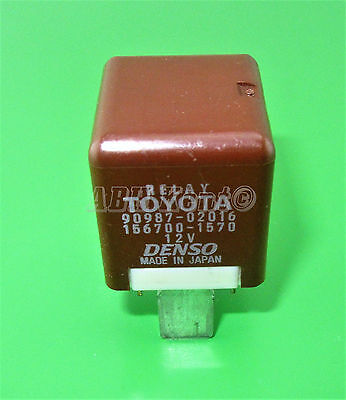 RELAY
TOYOTA
90987-02016
156700-1570
12V
DENSO
MADE IN JAPAN